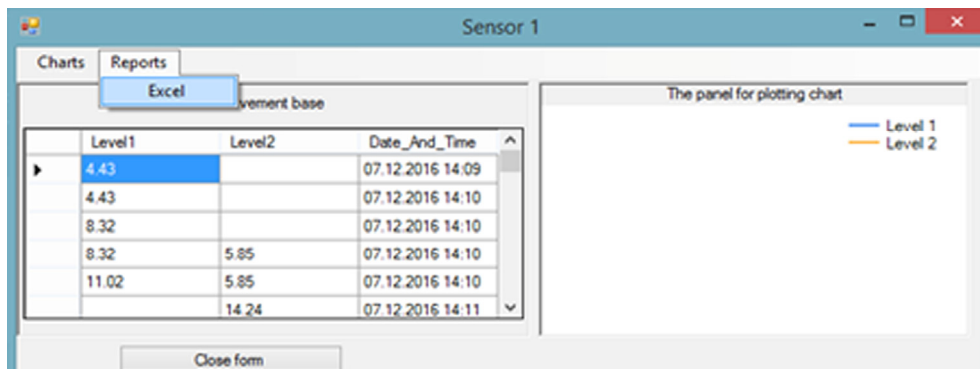 Sensor 1
Charts Reports
Excel
vement base
The panel for plotting chart
Level 1
Level 2
Level1 Level2 Date_And_Time
4.43 07.12.2016 14:09
4.43 07.12.2016 14:10
8.32 07.12.2016 14:10
8.32 5.85 07.12.2016 14:10
11.02 5.85 07.12.2016 14:10
14.24 07.12.2016 14:11
Close form